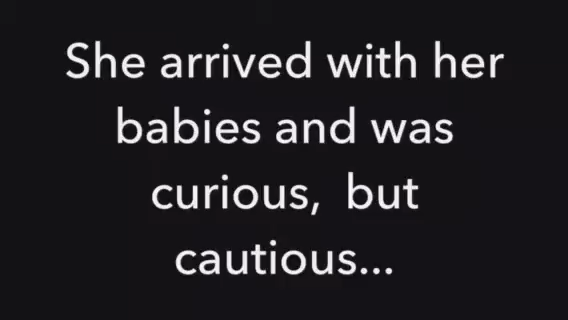 She arrived with her
babies and was
curious,  but
cautious...